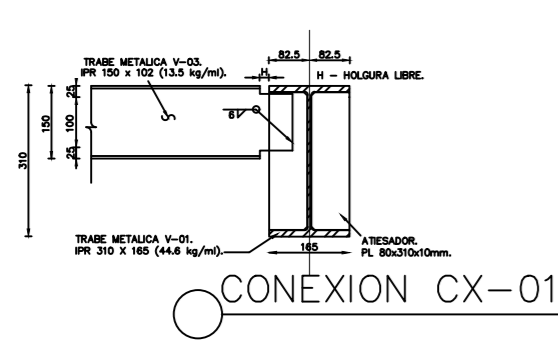 82.5 82.5
TRABE METALICA V-03.
IPR 150 x 102 (13.5 kg/ml).
H
H - HOLGURA LIBRE.
25
310
150
100
6
25
TRABE METALICA V-01.
IPR 310 X 165 (44.6 kg/ml).
165
ATIESADOR.
PL 80x310x10mm.
CONEXION CX-01